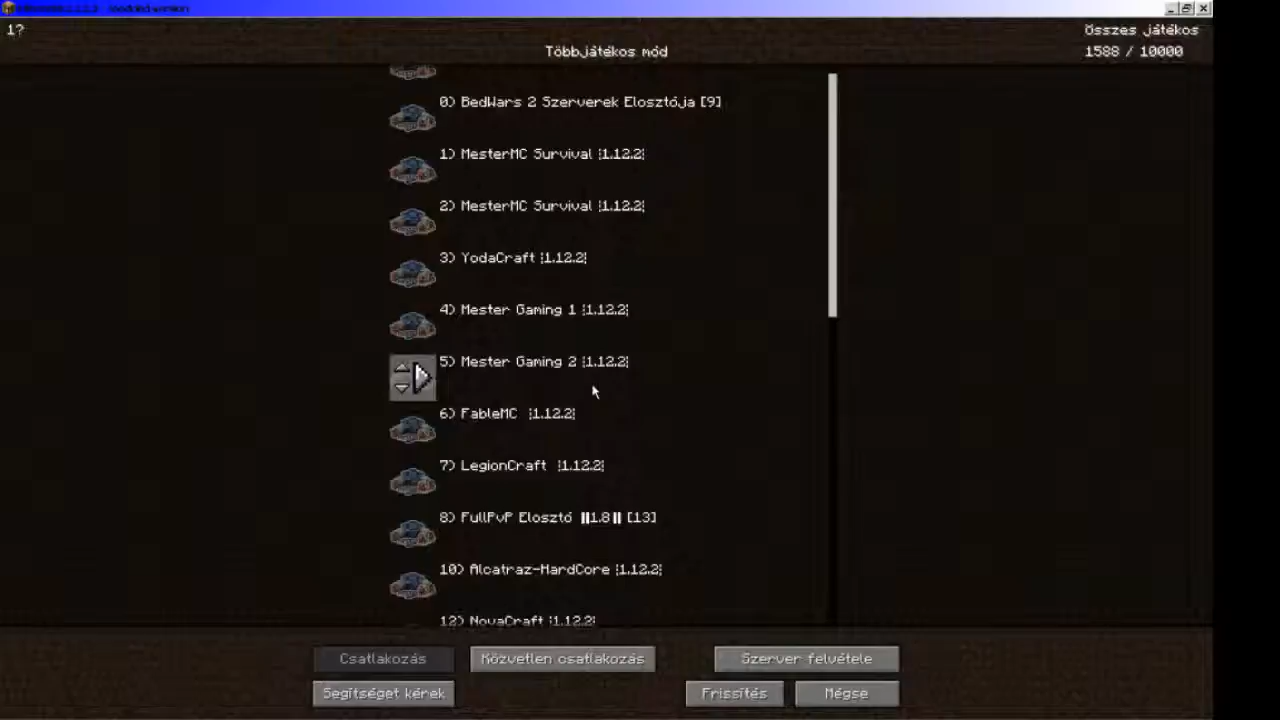 1?
Összes játékos
1588 / 10000
Többjátékos mód
0) BedWars 2 Szerverek Elosztója [9]
1) MesterMC Survival [1.12.2]
2) MesterMC Survival [1.12.2]
3) YodaCraft [1.12.2]
4) Mester Gaming 1 [1.12.2]
5) Mester Gaming 2 [1.12.2]
6) FableMC [1.12.2]
7) LegionCraft [1.12.2]
8) FullPvP Elosztó ||1.8|| [13]
10) Alcatraz-HardCore [1.12.2]
12) NovaCraft [1.12.2]
Csatlakozás
Közvetlen csatlakozás
Szerver felvétele
Segítséget kérek
Frissítés
Mégse